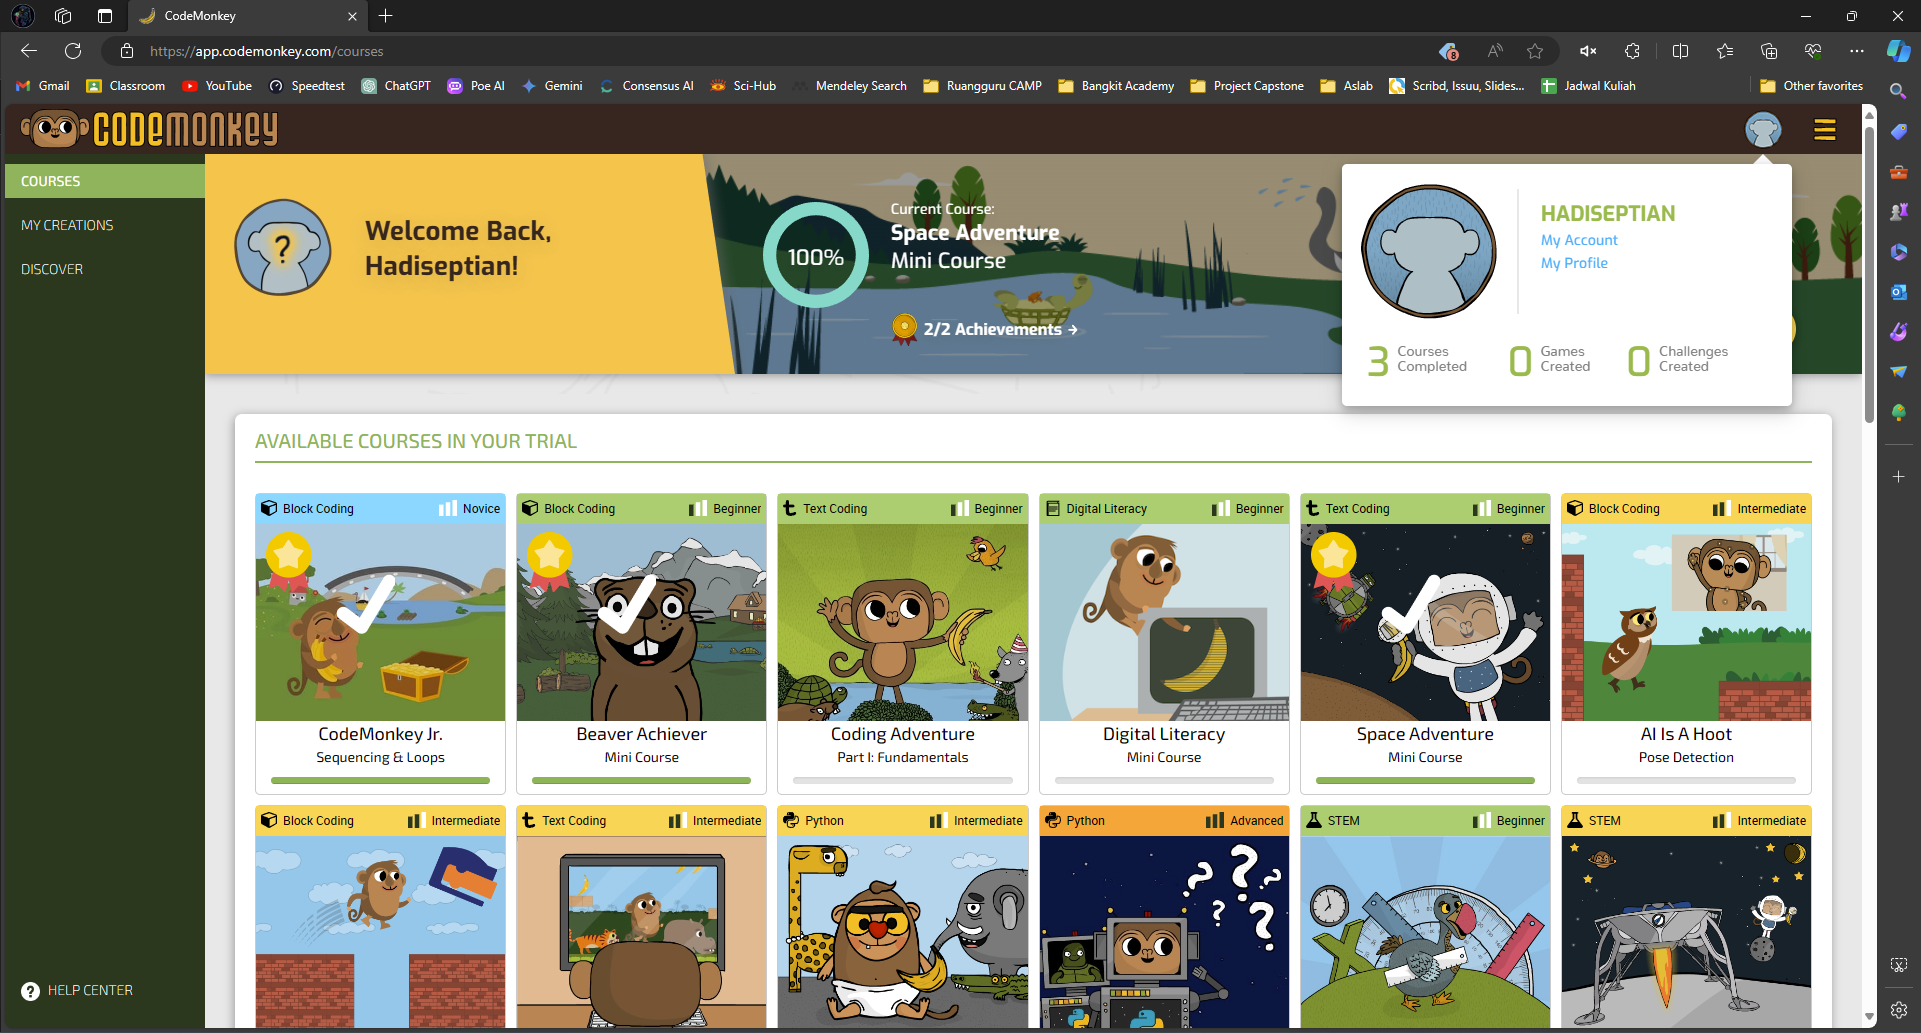 CodeMonkey
https://app.codemonkey.com/courses
8
Gmail
Classroom
YouTube
Speedtest
ChatGPT
Poe AI
Gemini
Consensus AI
Sci-Hub
Mendeley Search
Ruangguru CAMP
Bangkit Academy
Project Capstone
Aslab
Scribd, Issuu, Slides...
Jadwal Kuliah
Other favorites
CODEMONKEY
COURSES
MY CREATIONS
DISCOVER
HELP CENTER
?
Welcome Back,
Hadiseptian!
100%
Current Course:
Space Adventure
Mini Course
2/2 Achievements →
HADISEPTIAN
My Account
My Profile
3 Courses
Completed
0 Games
Created
0 Challenges
Created
AVAILABLE COURSES IN YOUR TRIAL
Block Coding Novice
CodeMonkey Jr.
Sequencing & Loops
Block Coding Beginner
Beaver Achiever
Mini Course
Text Coding Beginner
Coding Adventure
Part I: Fundamentals
Digital Literacy Beginner
Digital Literacy
Mini Course
Text Coding Beginner
Space Adventure
Mini Course
Block Coding Intermediate
AI Is A Hoot
Pose Detection
Block Coding Intermediate
Text Coding Intermediate
Python Intermediate
Python Advanced
? ? ? ? ?
STEM Beginner
STEM Intermediate